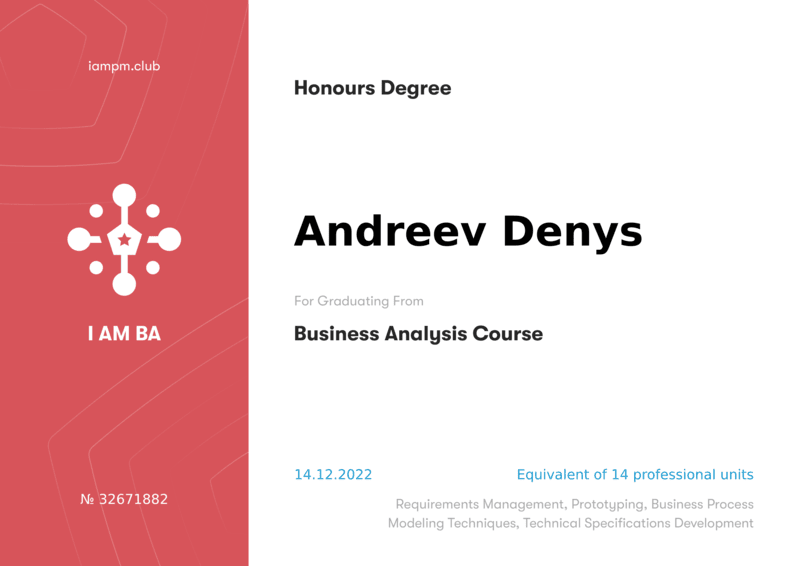 iampm.club
I AM BA
№ 32671882
Honours Degree
Andreev Denys
For Graduating From
Business Analysis Course
14.12.2022
Equivalent of 14 professional units
Requirements Management, Prototyping, Business Process
Modeling Techniques, Technical Specifications Development